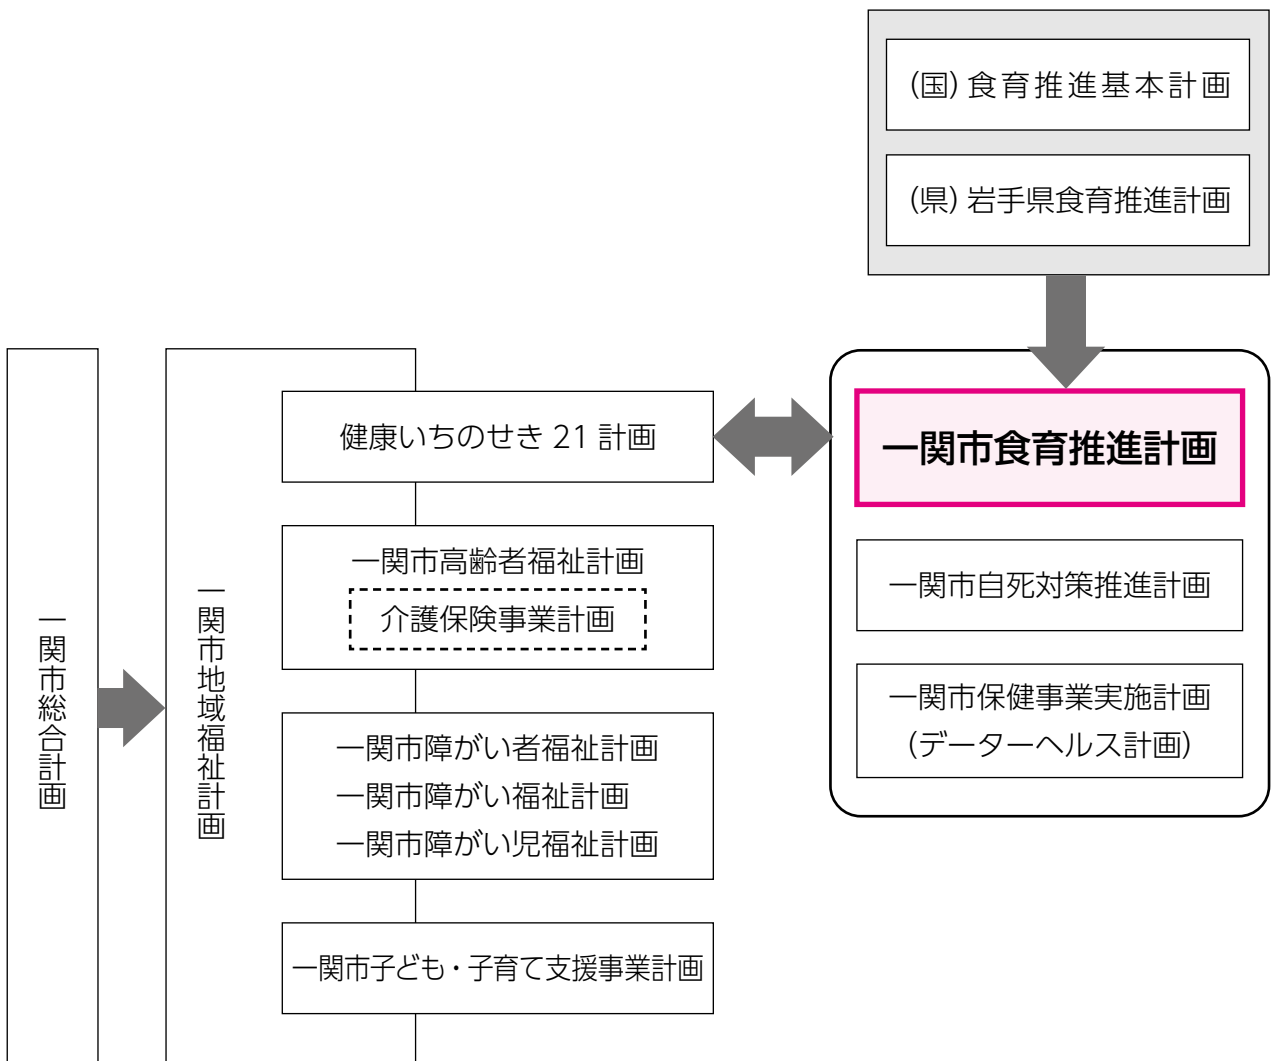 (国) 食育推進基本計画
(県) 岩手県食育推進計画
一関市総合計画
一関市地域福祉計画
健康いちのせき 21 計画
一関市高齢者福祉計画
介護保険事業計画
一関市障がい者福祉計画
一関市障がい福祉計画
一関市障がい児福祉計画
一関市子ども・子育て支援事業計画
一関市食育推進計画
一関市自死対策推進計画
一関市保健事業実施計画
(データーヘルス計画)